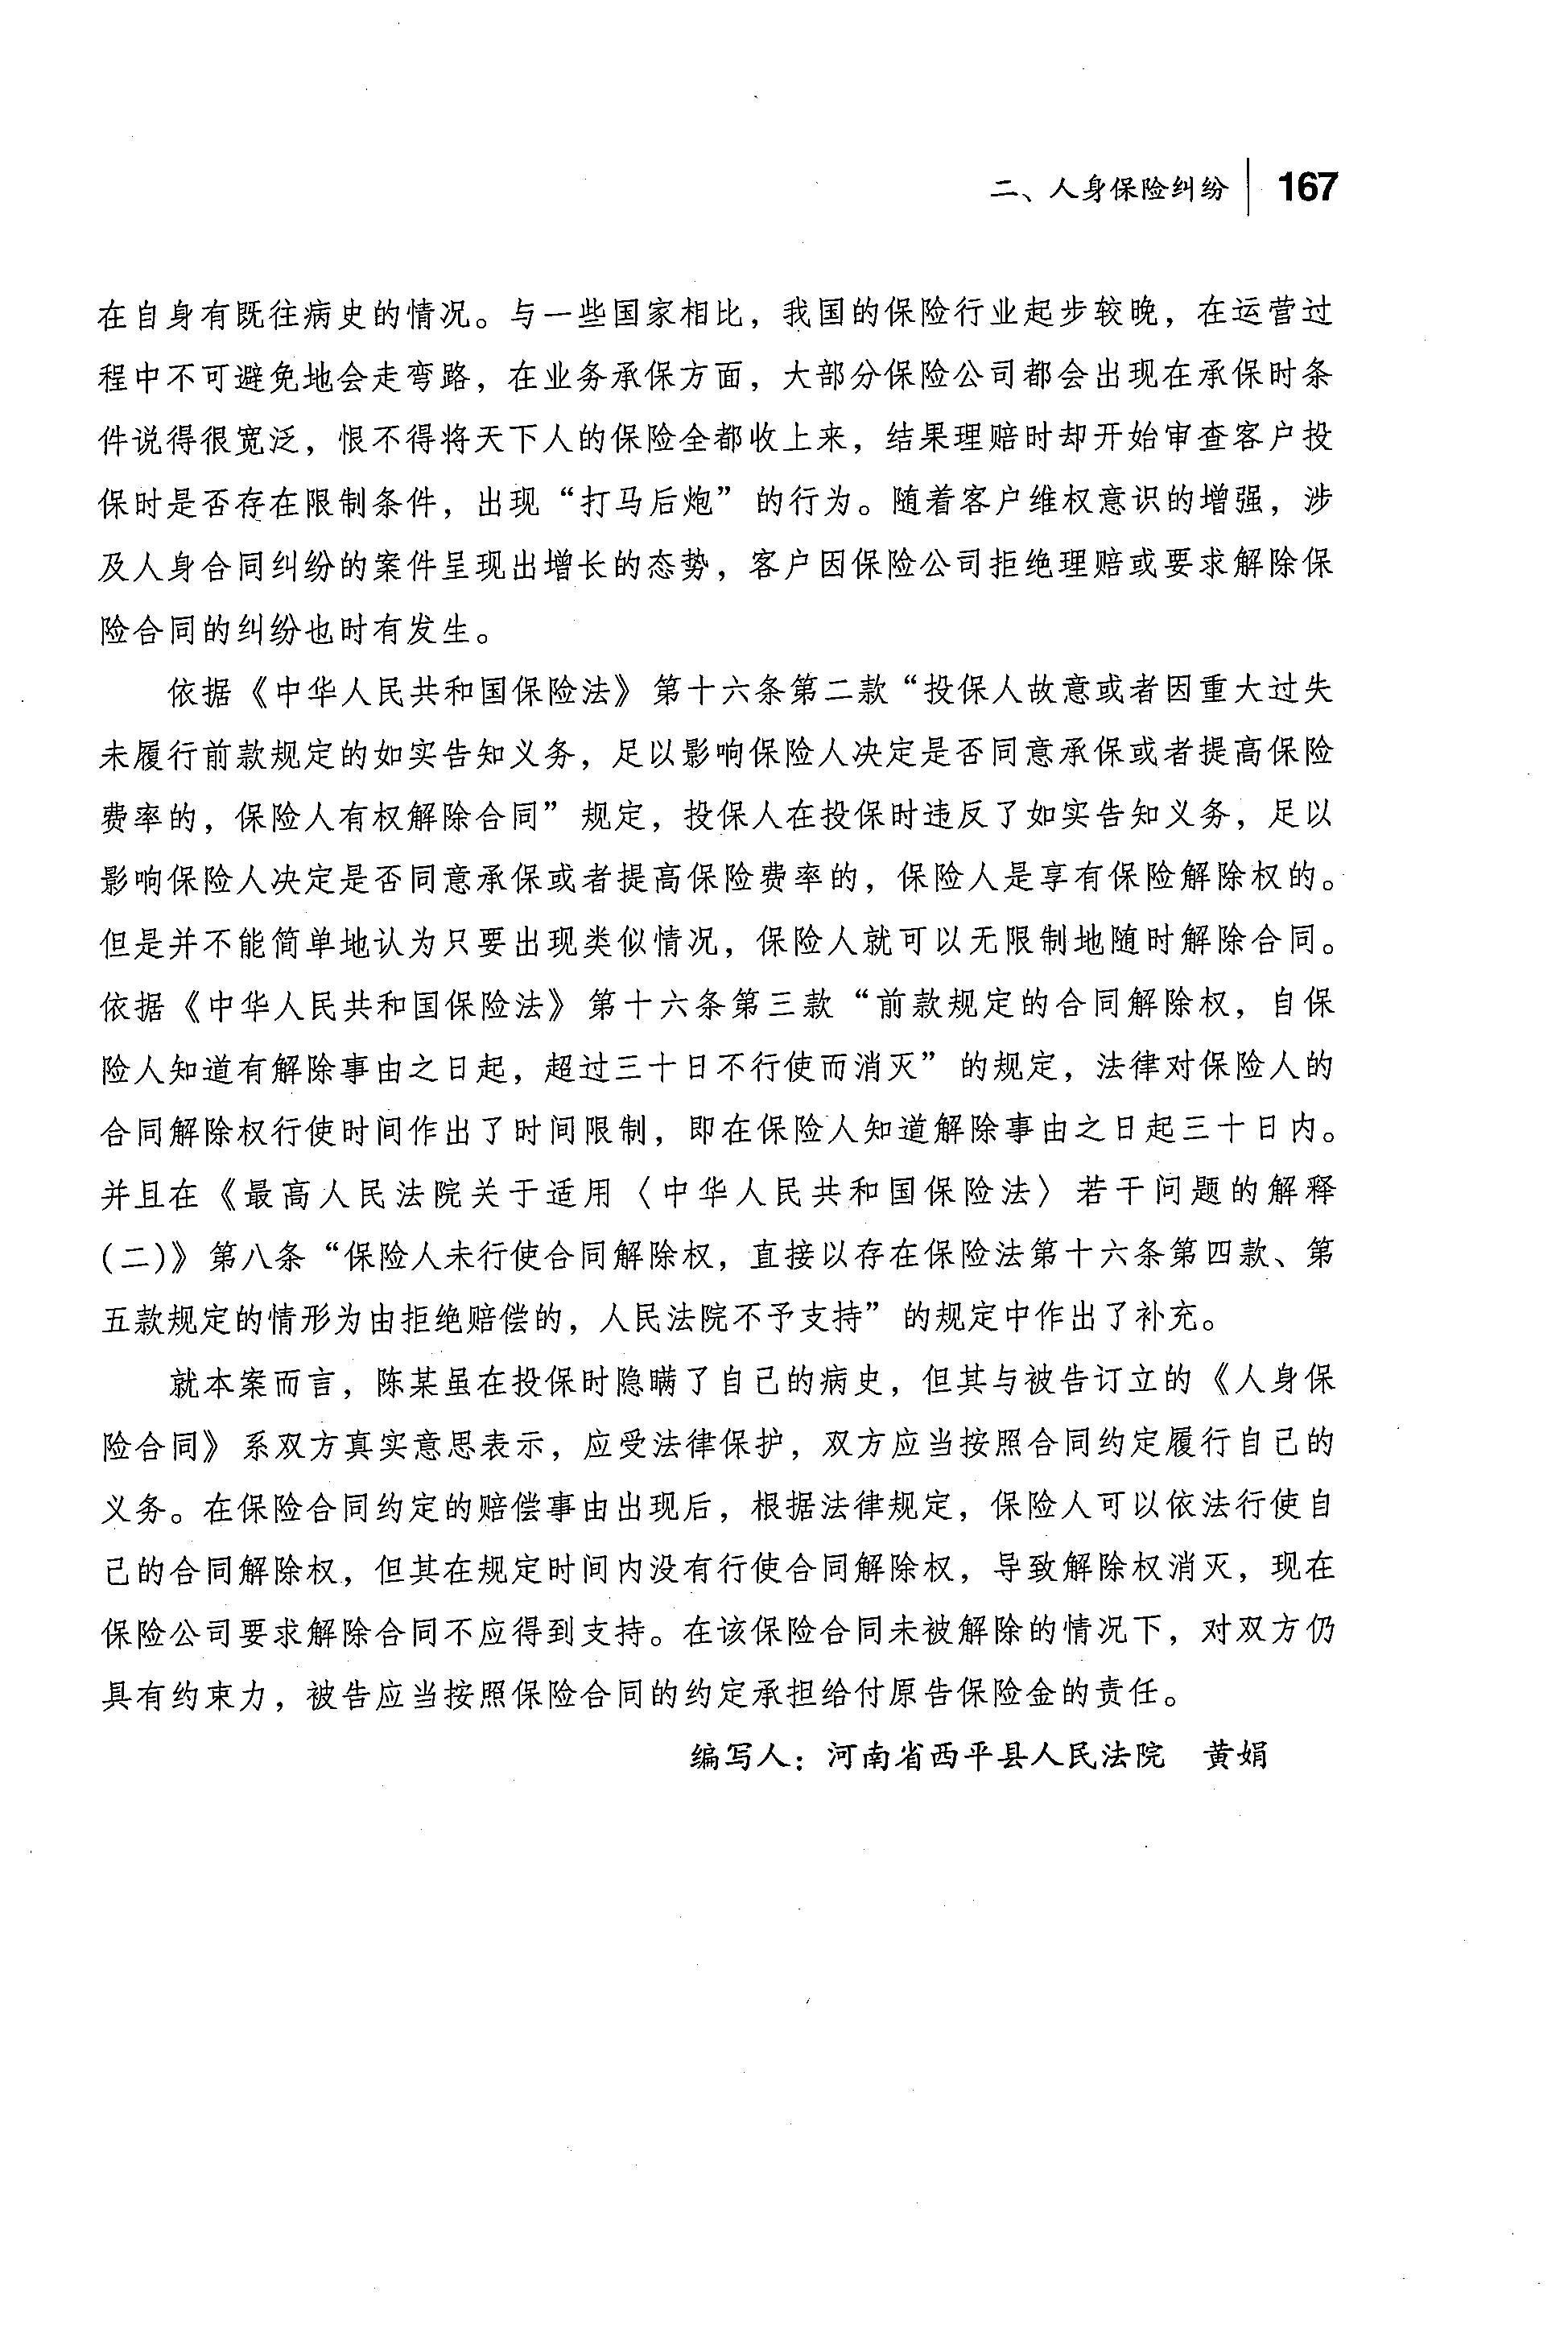 二、人身保险纠纷 167
在自身有既往病史的情况。与一些国家相比，我国的保险行业起步较晚，在运营过
程中不可避免地会走弯路，在业务承保方面，大部分保险公司都会出现在承保时条
件说得很宽泛，恨不得将天下人的保险全都收上来，结果理赔时却开始审查客户投
保时是否存在限制条件，出现“打马后炮”的行为。随着客户维权意识的增强，涉
及人身合同纠纷的案件呈现出增长的态势，客户因保险公司拒绝理赔或要求解除保
险合同的纠纷也时有发生。
依据《中华人民共和国保险法》第十六条第二款“投保人故意或者因重大过失
未履行前款规定的如实告知义务，足以影响保险人决定是否同意承保或者提高保险
费率的，保险人有权解除合同”规定，投保人在投保时违反了如实告知义务，足以
影响保险人决定是否同意承保或者提高保险费率的，保险人是享有保险解除权的。
但是并不能简单地认为只要出现类似情况，保险人就可以无限制地随时解除合同。
依据《中华人民共和国保险法》第十六条第三款“前款规定的合同解除权，自保
险人知道有解除事由之日起，超过三十日不行使而消灭”的规定，法律对保险人的
合同解除权行使时间作出了时间限制，即在保险人知道解除事由之日起三十日内。
并且在《最高人民法院关于适用〈中华人民共和国保险法〉若干问题的解释
(二)》第八条“保险人未行使合同解除权，直接以存在保险法第十六条第四款、第
五款规定的情形为由拒绝赔偿的，人民法院不予支持”的规定中作出了补充。
就本案而言，陈某虽在投保时隐瞒了自己的病史，但其与被告订立的《人身保
险合同》系双方真实意思表示，应受法律保护，双方应当按照合同约定履行自己的
义务。在保险合同约定的赔偿事由出现后，根据法律规定，保险人可以依法行使自
己的合同解除权，但其在规定时间内没有行使合同解除权，导致解除权消灭，现在
保险公司要求解除合同不应得到支持。在该保险合同未被解除的情况下，对双方仍
具有约束力，被告应当按照保险合同的约定承担给付原告保险金的责任。
编写人：河南省西平县人民法院 黄娟